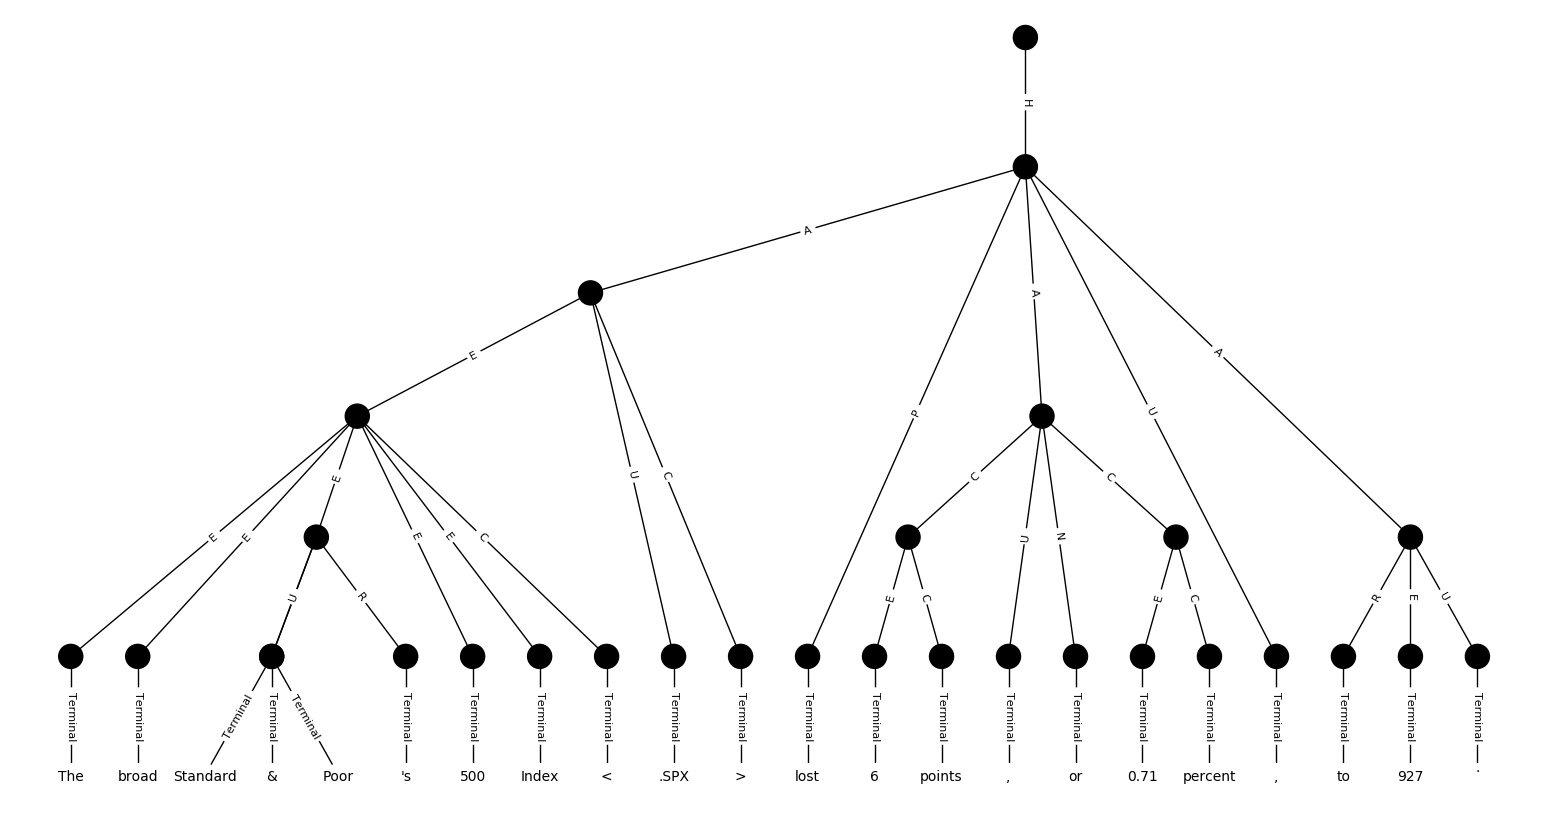 H
A
E
A
A
P
U
U
C
E
C
C
E
E
E
E
C
U
N
U
R
E
C
E
C
R
E
U
Terminal Terminal Terminal Terminal Terminal Terminal Terminal Terminal Terminal Terminal Terminal Terminal Terminal Terminal Terminal Terminal Terminal Terminal Terminal Terminal Terminal Terminal
The broad Standard & Poor 's 500 Index < .SPX > lost 6 points , or 0.71 percent , to 927 .